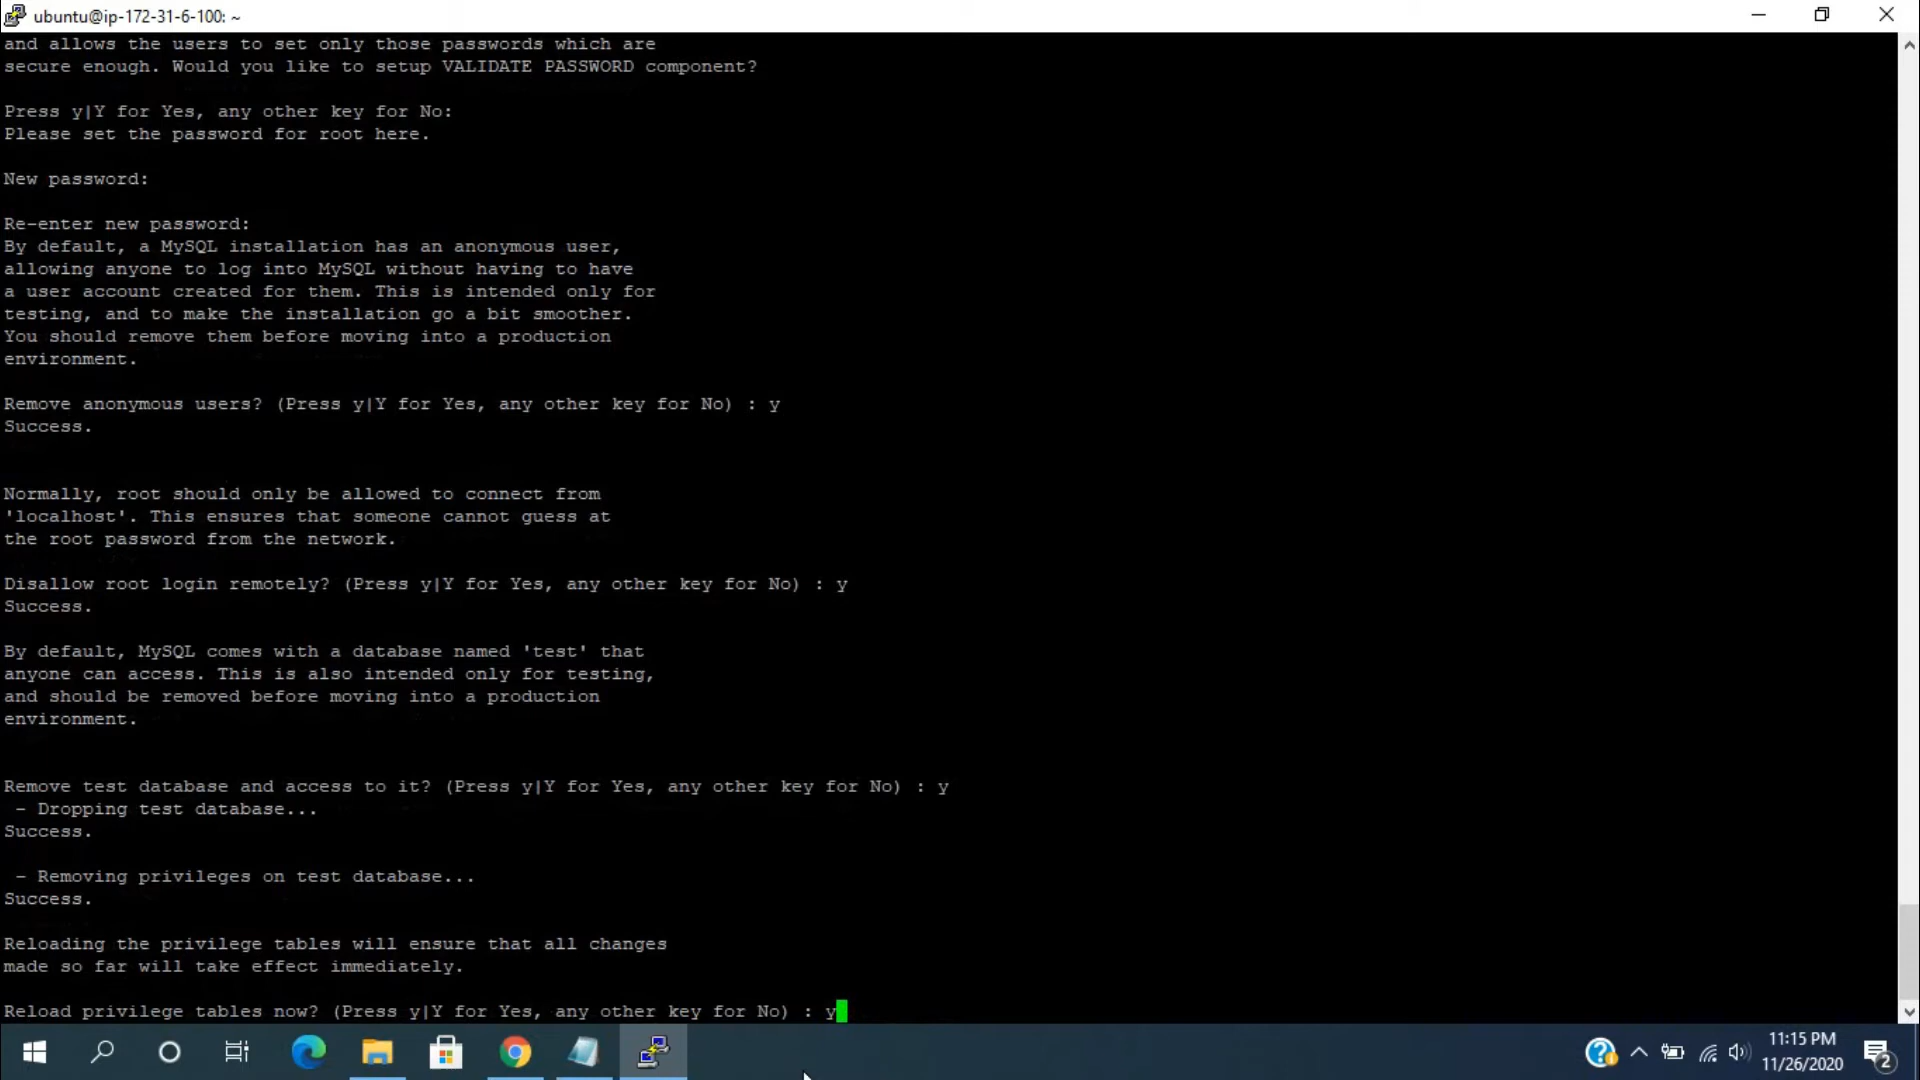 ubuntu@ip-172-31-6-100: ~
and allows the users to set only those passwords which are
secure enough. Would you like to setup VALIDATE PASSWORD component?
Press y|Y for Yes, any other key for No:
Please set the password for root here.
New password:
Re-enter new password:
By default, a MySQL installation has an anonymous user,
allowing anyone to log into MySQL without having to have
a user account created for them. This is intended only for
testing, and to make the installation go a bit smoother.
You should remove them before moving into a production
environment.
Remove anonymous users? (Press y|Y for Yes, any other key for No) : y
Success.
Normally, root should only be allowed to connect from
'localhost'. This ensures that someone cannot guess at
the root password from the network.
Disallow root login remotely? (Press y|Y for Yes, any other key for No) : y
Success.
By default, MySQL comes with a database named 'test' that
anyone can access. This is also intended only for testing,
and should be removed before moving into a production
environment.
Remove test database and access to it? (Press y|Y for Yes, any other key for No) : y
- Dropping test database...
Success.
- Removing privileges on test database...
Success.
Reloading the privilege tables will ensure that all changes
made so far will take effect immediately.
Reload privilege tables now? (Press y|Y for Yes, any other key for No) : y
11:15 PM
11/26/2020
2